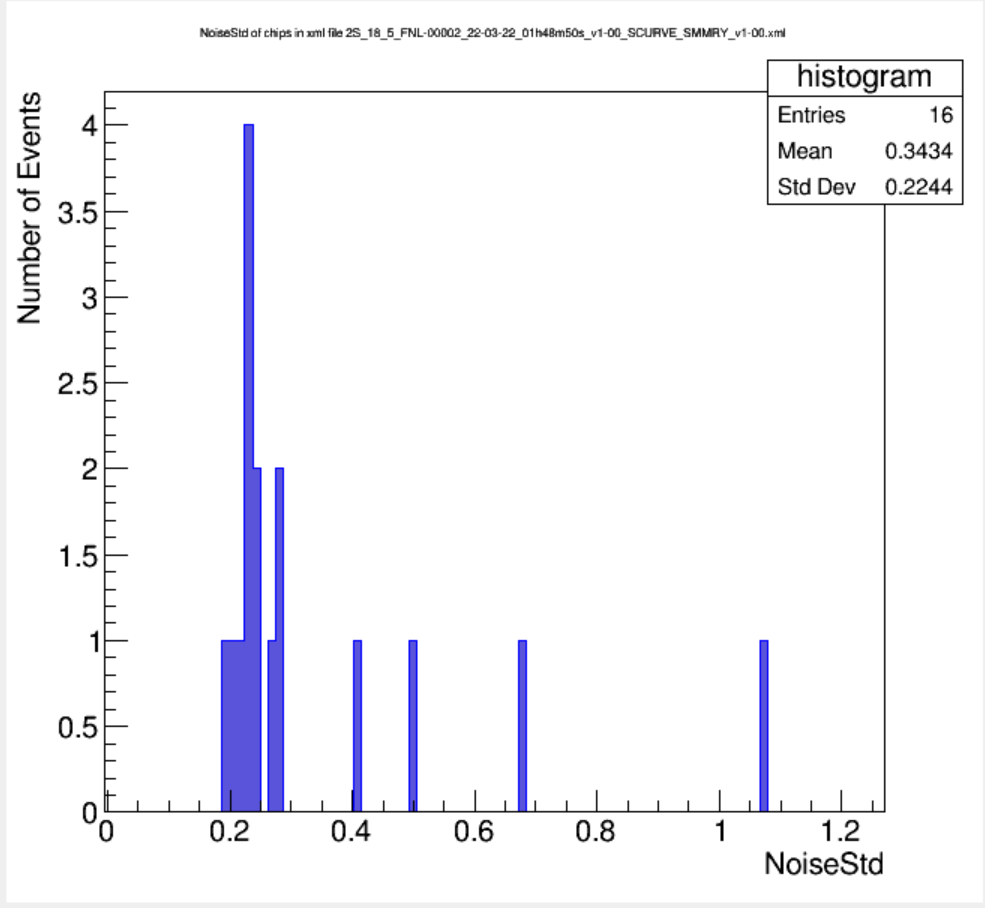 NoiseStd of chips in xml file 2S_18_5_FNL-00002_22-03-22_01h48m50s_v1-00_SCURVE_SMMRY_v1-00.xml
histogram
Entries 16
Mean 0.3434
Std Dev 0.2244
Number of Events
4
3.5
3
2.5
2
1.5
1
0.5
0
0 0.2 0.4 0.6 0.8 1 1.2
NoiseStd